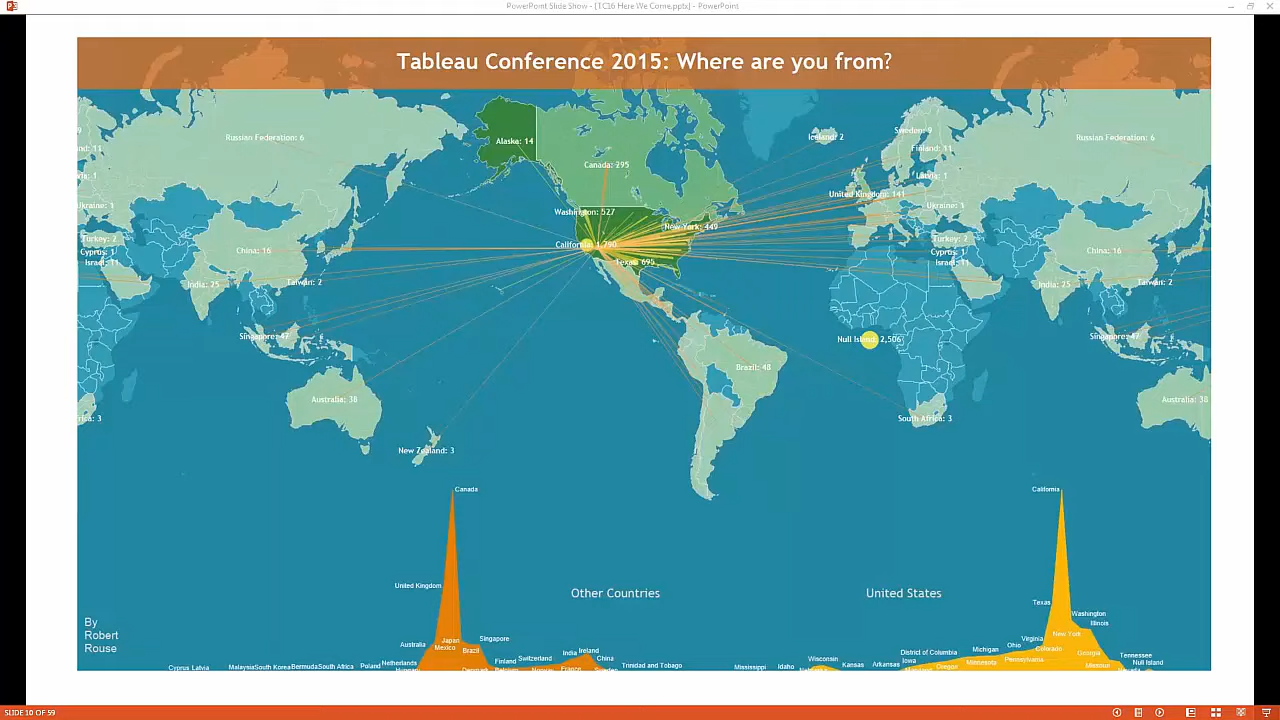 PowerPoint Slide Show - [TC16 Here We Come.pptx] - PowerPoint
Tableau Conference 2015: Where are you from?
Russian Federation: 6
Alaska: 14
Canada: 295
Iceland: 2
Sweden: 9
Finland: 11
Russian Federation: 6
nd: 11
via: 1
Latvia: 1
United Kingdom: 141
Ukraine: 1
Washington: 527
New York: 449
Ukraine: 1
Turkey: 2
China: 16
California: 1,790
Turkey: 2
China: 16
Cyprus: 1
Cyprus: 1
Israel: 11
Texas: 695
Israel: 11
India: 25
Taiwan: 2
India: 25
Taiwan: 2
Singapore: 47
Null Island: 2,506
Singapore: 47
Brazil: 48
Australia: 38
Australia: 38
rica: 3
South Africa: 3
New Zealand: 3
Canada
California
United Kingdom
Other Countries
United States
Texas
Washington
Illinois
By
Robert
Rouse
Australia
Japan
Mexico
Brazil
Singapore
Virginia
New York
Ohio
Colorado
Georgia
Michigan
District of Columbia
Iowa
Minnesota
Pennsylvania
Missouri
Tennessee
Null Island
Oregon
Cyprus Latvia
Malaysia South Korea Bermuda South Africa
Poland
Netherlands
Finland
Switzerland
India
Ireland
China
France
Trinidad and Tobago
Mississippi
Idaho
Wisconsin
Kansas
Arkansas
SLIDE 10 OF 59